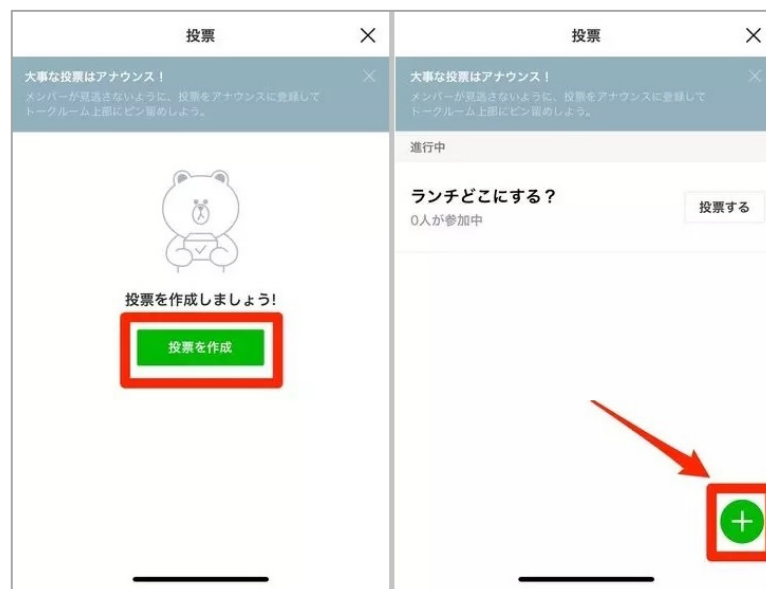 投票
大事な投票はアナウンス！
メンバーが見逃さないように、投票をアナウンスに登録して
トークルーム上部にピン留めしよう。
投票を作成しましょう!
投票を作成
投票
大事な投票はアナウンス！
メンバーが見逃さないように、投票をアナウンスに登録して
トークルーム上部にピン留めしよう。
進行中
ランチどこにする？
0人が参加中
投票する